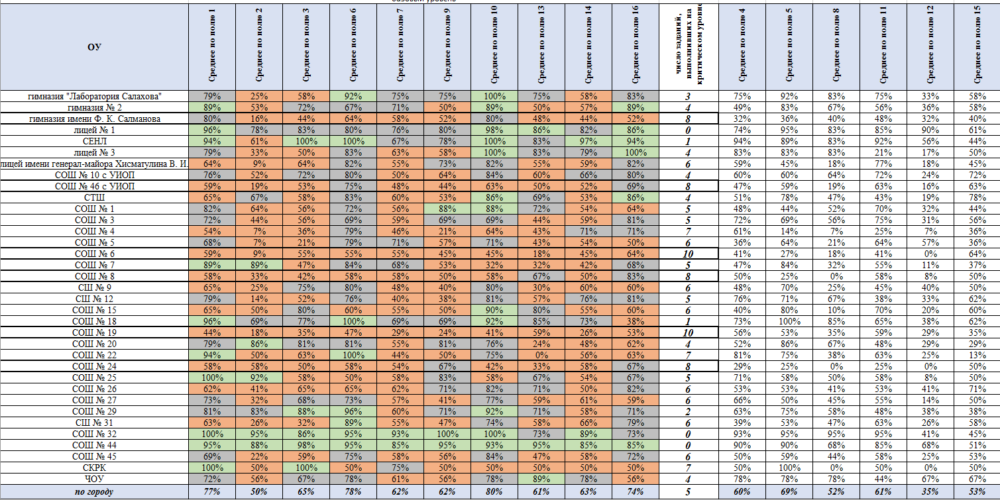 базовый уровень
ОУ Среднее по полю 1 Среднее по полю 2 Среднее по полю 3 Среднее по полю 6 Среднее по полю 7 Среднее по полю 9 Среднее по полю 10 Среднее по полю 13 Среднее по полю 14 Среднее по полю 16 число заданий, выполнивших на критическом уровне Среднее по полю 4 Среднее по полю 5 Среднее по полю 8 Среднее по полю 11 Среднее по полю 12 Среднее по полю 15
гимназия "Лаборатория Салахова" 79% 25% 58% 92% 75% 75% 100% 75% 58% 83% 3 75% 92% 83% 75% 33% 58%
гимназия № 2 89% 53% 72% 67% 71% 50% 89% 50% 57% 89% 4 49% 83% 67% 56% 36% 58%
гимназия имени Ф. К. Салманова 80% 16% 44% 64% 58% 52% 80% 48% 44% 52% 8 32% 36% 40% 48% 32% 40%
лицей № 1 96% 78% 83% 80% 76% 80% 98% 86% 82% 86% 0 74% 95% 83% 85% 90% 61%
СЕНЛ 94% 61% 100% 100% 67% 78% 100% 83% 97% 94% 1 94% 89% 83% 92% 56% 44%
лицей № 3 79% 33% 50% 83% 63% 58% 100% 83% 79% 100% 4 83% 83% 83% 21% 17% 50%
лицей имени генерал-майора Хисматулина В. И. 64% 9% 64% 82% 55% 73% 82% 55% 59% 82% 6 59% 45% 18% 77% 18% 45%
СОШ № 10 с УИОП 76% 52% 72% 80% 50% 64% 84% 60% 66% 80% 4 60% 60% 64% 72% 24% 72%
СОШ № 46 с УИОП 59% 19% 53% 75% 48% 44% 63% 50% 52% 69% 8 47% 59% 19% 63% 16% 63%
СТШ 65% 67% 58% 83% 60% 53% 86% 69% 53% 86% 4 51% 78% 47% 43% 19% 78%
СОШ № 1 82% 64% 56% 72% 56% 88% 88% 72% 54% 64% 5 48% 44% 52% 70% 32% 44%
СОШ № 3 72% 44% 56% 69% 59% 69% 69% 44% 59% 81% 5 72% 69% 56% 75% 31% 56%
СОШ № 4 54% 7% 36% 79% 46% 21% 64% 43% 71% 71% 7 61% 14% 7% 25% 7% 36%
СОШ № 5 68% 7% 21% 79% 71% 57% 71% 43% 54% 50% 6 36% 64% 21% 64% 57% 36%
СОШ № 6 59% 9% 55% 55% 55% 45% 45% 18% 45% 64% 10 41% 27% 18% 41% 0% 64%
СОШ № 7 89% 89% 47% 84% 68% 53% 32% 32% 42% 68% 5 47% 84% 32% 55% 11% 37%
СОШ № 8 58% 33% 42% 58% 58% 50% 58% 67% 50% 83% 8 50% 25% 0% 58% 8% 50%
СШ № 9 65% 25% 75% 80% 48% 40% 80% 30% 60% 60% 6 48% 70% 25% 45% 40% 50%
СШ № 12 79% 14% 52% 76% 40% 38% 81% 57% 76% 81% 5 76% 71% 67% 38% 33% 62%
СОШ № 15 65% 50% 80% 60% 55% 50% 90% 80% 55% 60% 6 40% 80% 10% 70% 20% 60%
СОШ № 18 96% 69% 77% 100% 69% 69% 92% 85% 73% 38% 1 73% 100% 85% 65% 38% 62%
СОШ № 19 44% 18% 35% 47% 29% 24% 41% 59% 26% 53% 10 56% 53% 35% 59% 29% 35%
СОШ № 20 79% 86% 81% 81% 55% 81% 76% 24% 48% 62% 4 52% 86% 67% 48% 29% 29%
СОШ № 22 94% 50% 63% 100% 44% 50% 75% 0% 56% 63% 7 81% 75% 38% 63% 25% 13%
СОШ № 24 58% 58% 50% 58% 54% 67% 42% 33% 58% 67% 8 29% 25% 0% 25% 0% 50%
СОШ № 25 100% 92% 58% 50% 58% 83% 58% 67% 54% 67% 5 71% 58% 50% 58% 8% 50%
СОШ № 26 62% 41% 65% 65% 62% 71% 82% 71% 50% 82% 6 53% 53% 41% 53% 41% 71%
СОШ № 27 73% 32% 68% 73% 57% 41% 77% 59% 61% 59% 6 66% 50% 45% 55% 14% 50%
СОШ № 29 81% 83% 88% 96% 60% 71% 92% 71% 58% 71% 2 63% 75% 58% 48% 38% 38%
СШ № 31 63% 26% 32% 89% 55% 47% 74% 58% 66% 79% 6 39% 53% 47% 63% 26% 58%
СОШ № 32 100% 95% 86% 95% 93% 100% 100% 73% 89% 73% 0 93% 95% 95% 95% 41% 45%
СОШ № 44 95% 88% 98% 95% 85% 95% 93% 95% 85% 85% 0 90% 90% 68% 85% 68% 51%
СОШ № 45 69% 22% 59% 75% 58% 56% 84% 47% 58% 72% 6 50% 59% 44% 58% 25% 53%
СКРК 100% 50% 100% 50% 75% 50% 50% 50% 50% 50% 7 50% 100% 0% 50% 0% 50%
ЧОУ 72% 56% 67% 78% 61% 56% 78% 89% 78% 56% 4 78% 78% 78% 44% 67% 67%
по городу 77% 50% 65% 78% 62% 62% 80% 61% 63% 74% 5 60% 69% 52% 61% 35% 53%